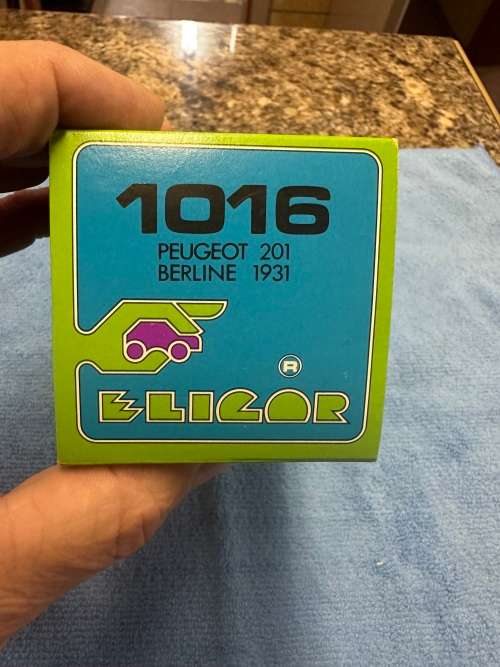 1016
PEUGEOT 201
BERLINE 1931
R
ELIGOR